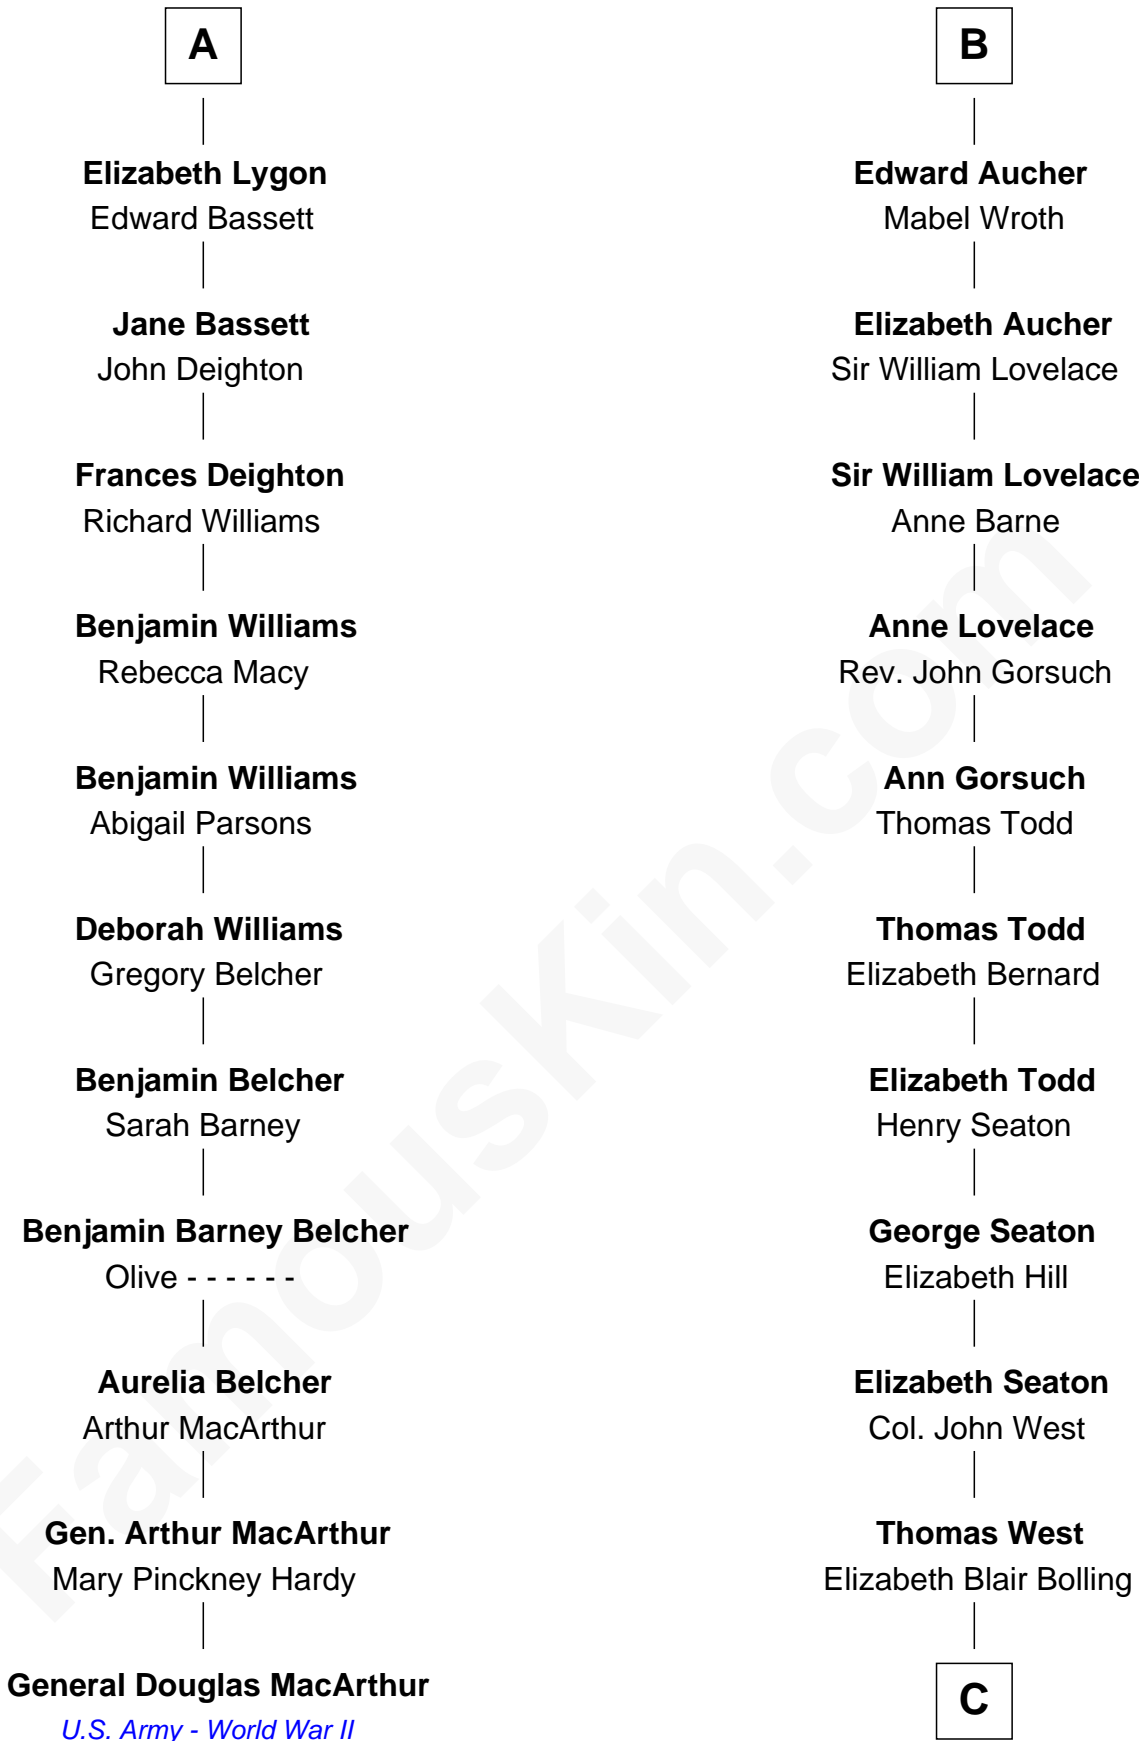 A
Elizabeth Lygon
Edward Bassett
Jane Bassett
John Deighton
Frances Deighton
Richard Williams
Benjamin Williams
Rebecca Macy
Benjamin Williams
Abigail Parsons
Deborah Williams
Gregory Belcher
Benjamin Belcher
Sarah Barney
Benjamin Barney Belcher
Olive - - - - - -
Aurelia Belcher
Arthur MacArthur
Gen. Arthur MacArthur
Mary Pinckney Hardy
General Douglas MacArthur
U.S. Army - World War II
B
Edward Aucher
Mabel Wroth
Elizabeth Aucher
Sir William Lovelace
Sir William Lovelace
Anne Barne
Anne Lovelace
Rev. John Gorsuch
Ann Gorsuch
Thomas Todd
Thomas Todd
Elizabeth Bernard
Elizabeth Todd
Henry Seaton
George Seaton
Elizabeth Hill
Elizabeth Seaton
Col. John West
Thomas West
Elizabeth Blair Bolling
C
FamousKin.com